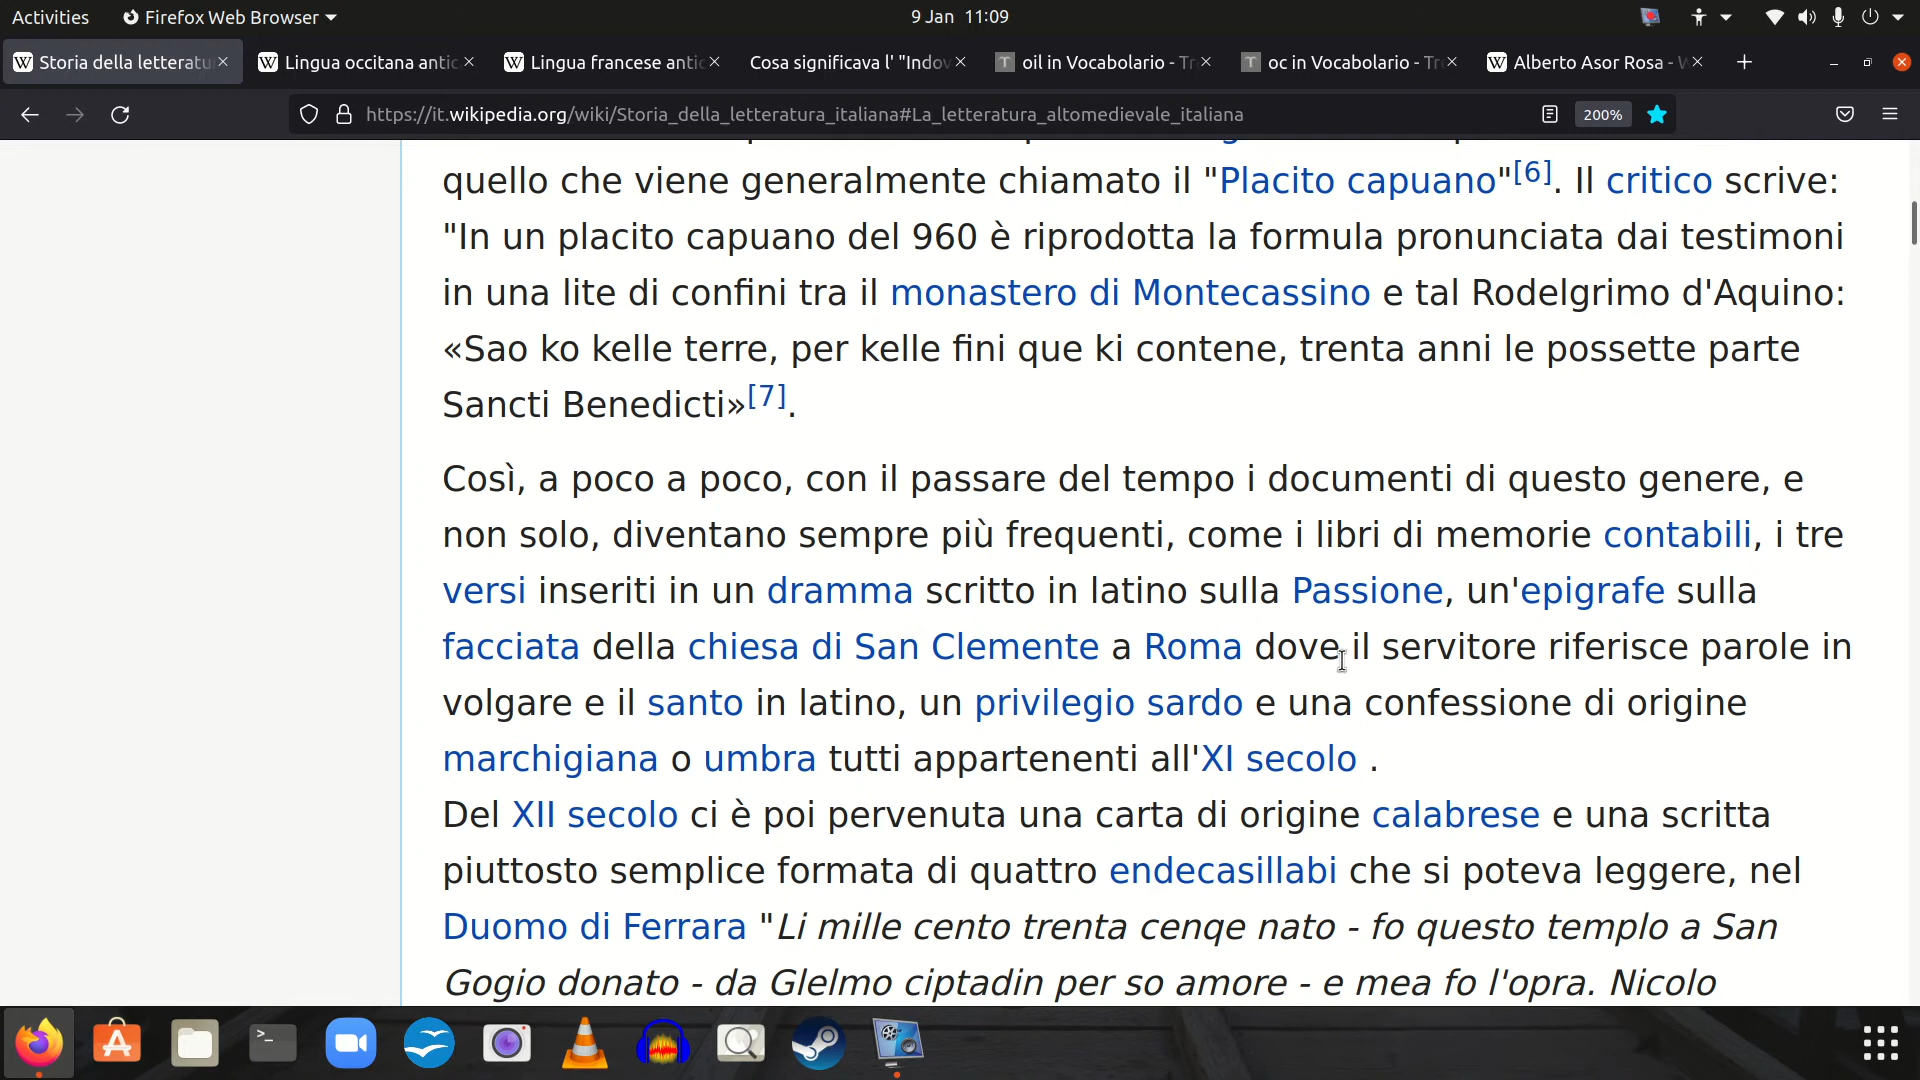 Activities
Firefox Web Browser
9 Jan 11:09
Storia della letteratu
Lingua occitana antic
Lingua francese antic
Cosa significava l' "Indov
oil in Vocabolario - Tr
oc in Vocabolario - Tre
Alberto Asor Rosa - W
https://it.wikipedia.org/wiki/Storia_della_letteratura_italiana#La_letteratura_altomedievale_italiana
200%
quello che viene generalmente chiamato il "Placito capuano"[6]. Il critico scrive:
"In un placito capuano del 960 è riprodotta la formula pronunciata dai testimoni
in una lite di confini tra il monastero di Montecassino e tal Rodelgrimo d'Aquino:
«Sao ko kelle terre, per kelle fini que ki contene, trenta anni le possette parte
Sancti Benedicti»[7].
Così, a poco a poco, con il passare del tempo i documenti di questo genere, e
non solo, diventano sempre più frequenti, come i libri di memorie contabili, i tre
versi inseriti in un dramma scritto in latino sulla Passione, un'epigrafe sulla
facciata della chiesa di San Clemente a Roma dove il servitore riferisce parole in
volgare e il santo in latino, un privilegio sardo e una confessione di origine
marchigiana o umbra tutti appartenenti all'XI secolo .
Del XII secolo ci è poi pervenuta una carta di origine calabrese e una scritta
piuttosto semplice formata di quattro endecasillabi che si poteva leggere, nel
Duomo di Ferrara "Li mille cento trenta cenqe nato - fo questo templo a San
Gogio donato - da Glelmo ciptadin per so amore - e mea fo l'opra. Nicolo